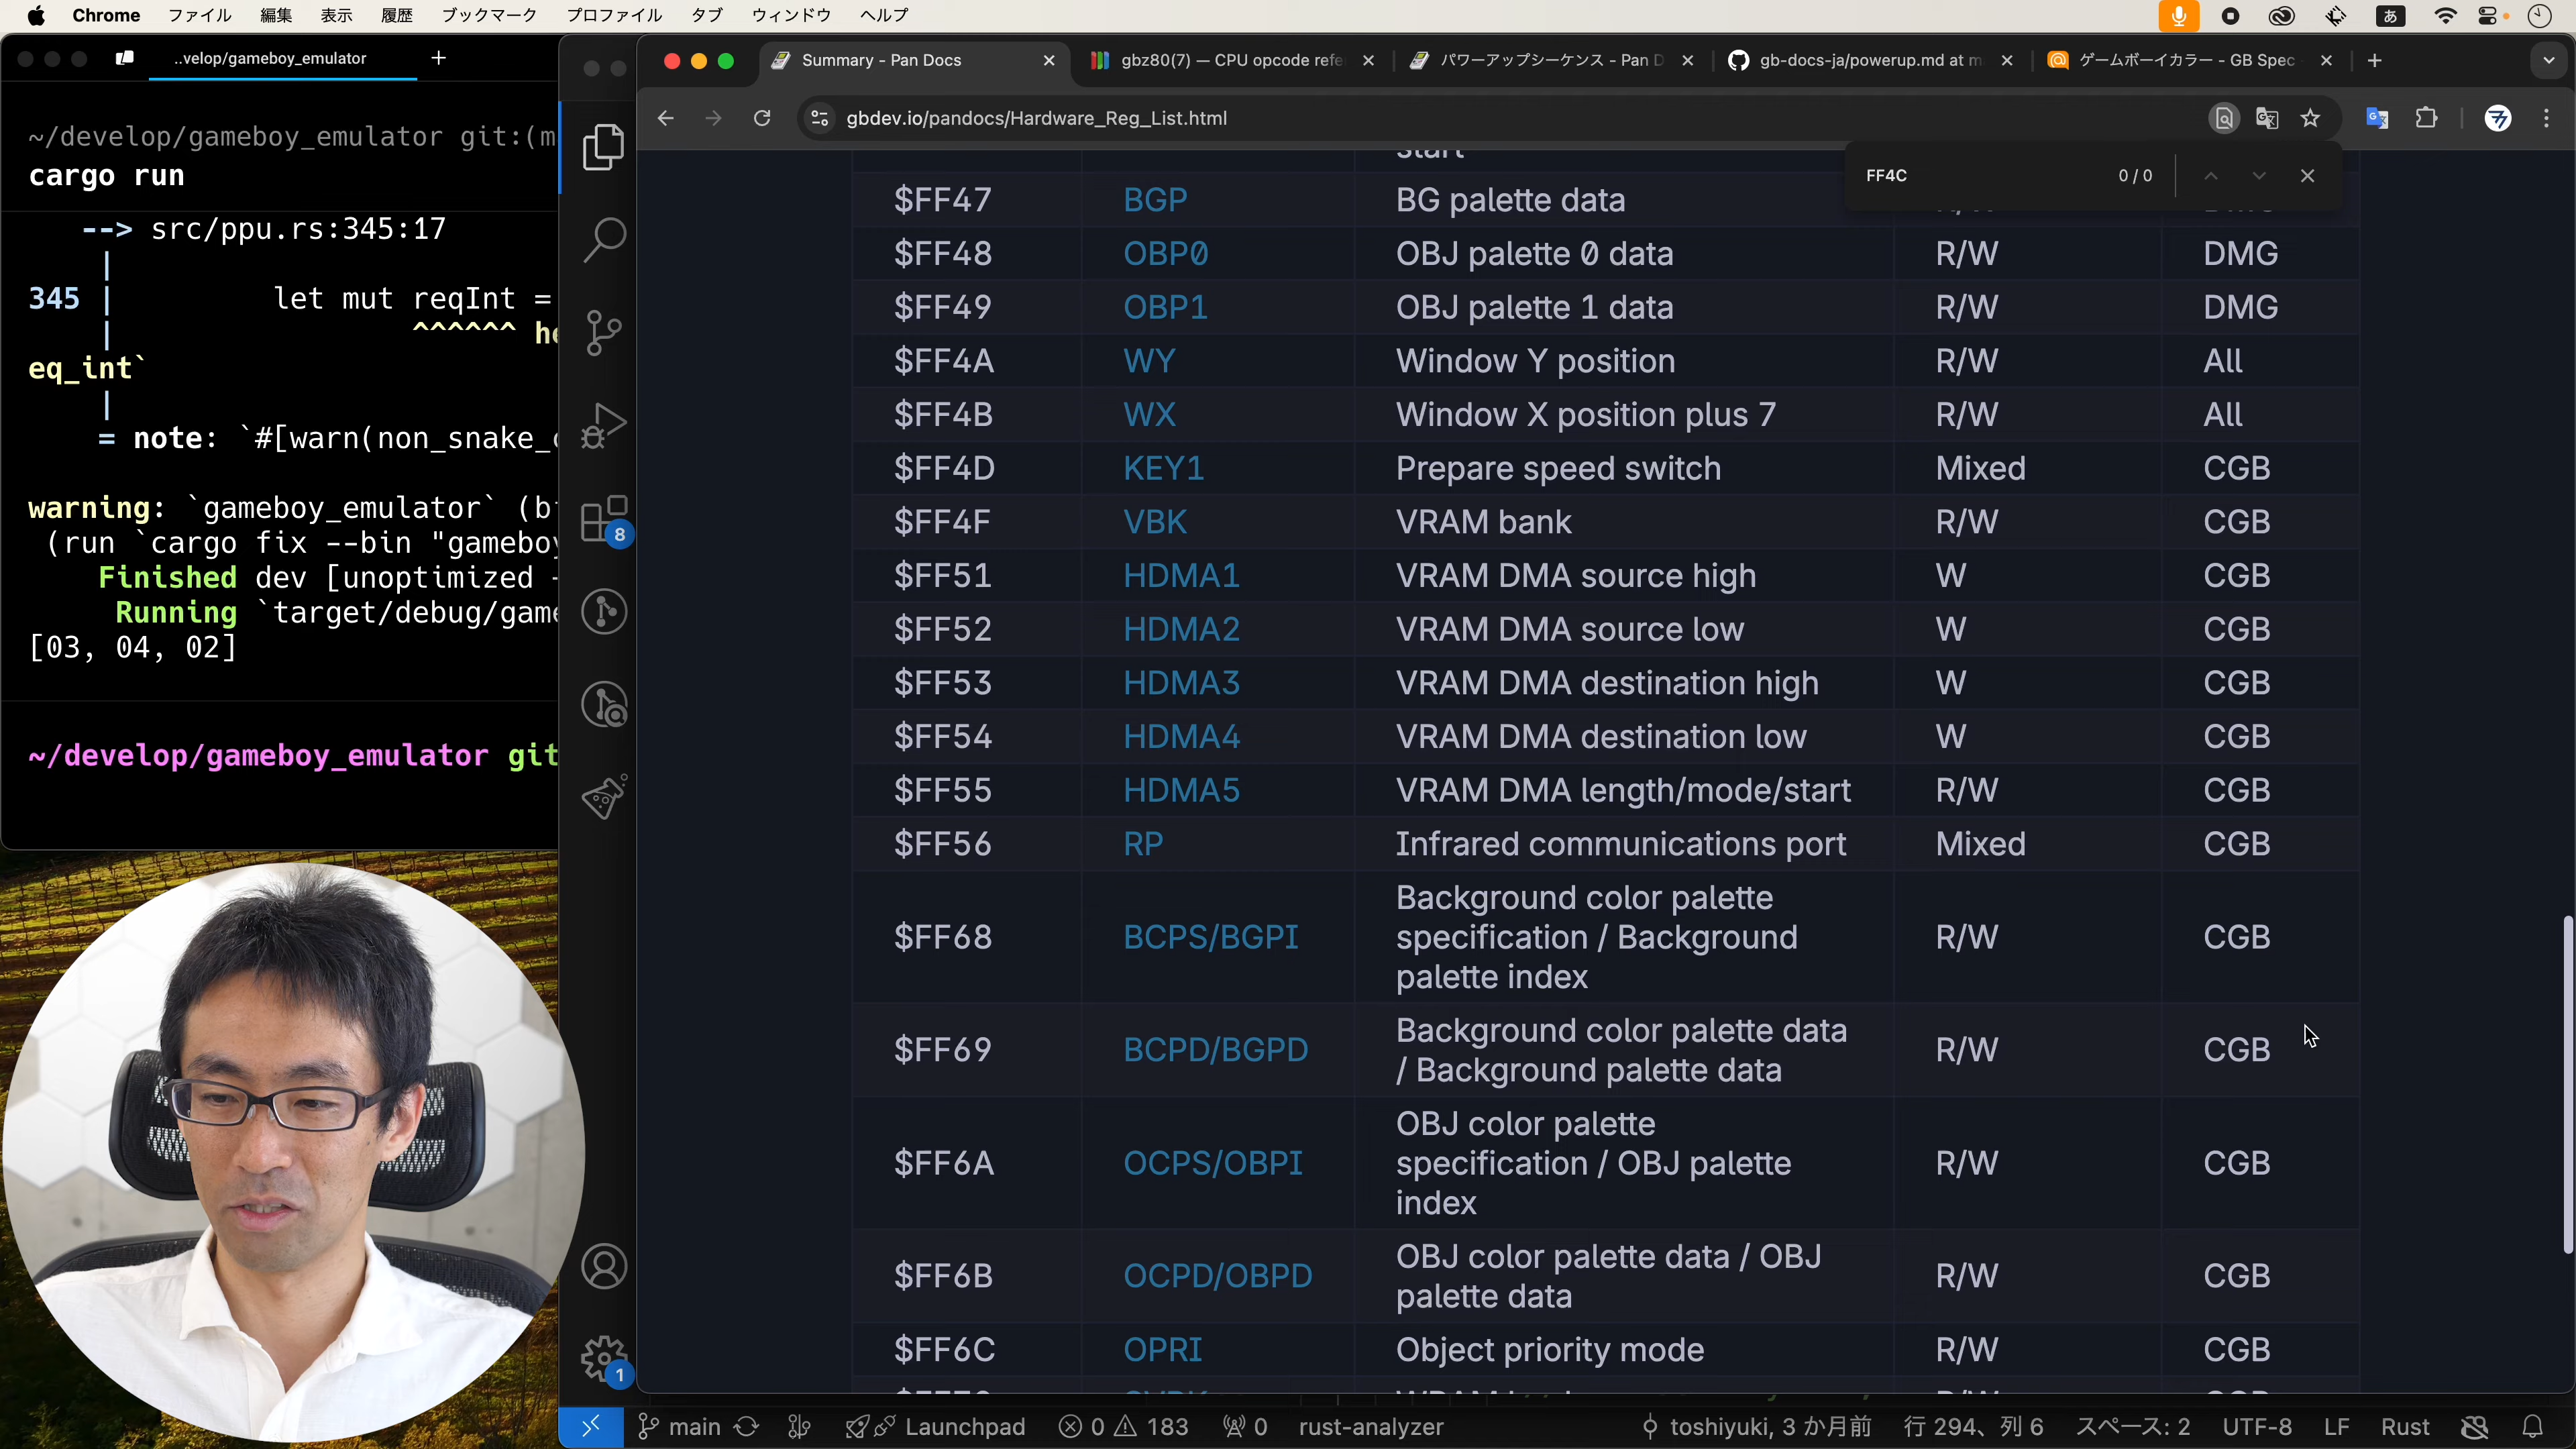 Chrome ファイル 編集 表示 履歴 ブックマーク プロファイル タブ ウィンドウ ヘルプ あ
..velop/gameboy_emulator
~/develop/gameboy_emulator git:(m
cargo run
--> src/ppu.rs:345:17
|
345 | let mut reqInt =
| ^^^^^^ he
eq_int`
|
= note: `#[warn(non_snake_c
warning: `gameboy_emulator` (bi
(run `cargo fix --bin "gameboy
Finished dev [unoptimized +
Running `target/debug/game
[03, 04, 02]
~/develop/gameboy_emulator git
8
1
Summary - Pan Docs
gbz80(7) — CPU opcode refe
パワーアップシーケンス - Pan D
gb-docs-ja/powerup.md at m
ゲームボーイカラー - GB Spec
gbdev.io/pandocs/Hardware_Reg_List.html
FF4C 0/0
start
$FF47 BGP BG palette data R/W DMG
$FF48 OBP0 OBJ palette 0 data R/W DMG
$FF49 OBP1 OBJ palette 1 data R/W DMG
$FF4A WY Window Y position R/W All
$FF4B WX Window X position plus 7 R/W All
$FF4D KEY1 Prepare speed switch Mixed CGB
$FF4F VBK VRAM bank R/W CGB
$FF51 HDMA1 VRAM DMA source high W CGB
$FF52 HDMA2 VRAM DMA source low W CGB
$FF53 HDMA3 VRAM DMA destination high W CGB
$FF54 HDMA4 VRAM DMA destination low W CGB
$FF55 HDMA5 VRAM DMA length/mode/start R/W CGB
$FF56 RP Infrared communications port Mixed CGB
$FF68 BCPS/BGPI Background color palette
specification / Background
palette index R/W CGB
$FF69 BCPD/BGPD Background color palette data
/ Background palette data R/W CGB
$FF6A OCPS/OBPI OBJ color palette
specification / OBJ palette
index R/W CGB
$FF6B OCPD/OBPD OBJ color palette data / OBJ
palette data R/W CGB
$FF6C OPRI Object priority mode R/W CGB
main Launchpad 0 183 0 rust-analyzer toshiyuki, 3 か月前 行 294、列 6 スペース: 2 UTF-8 LF Rust